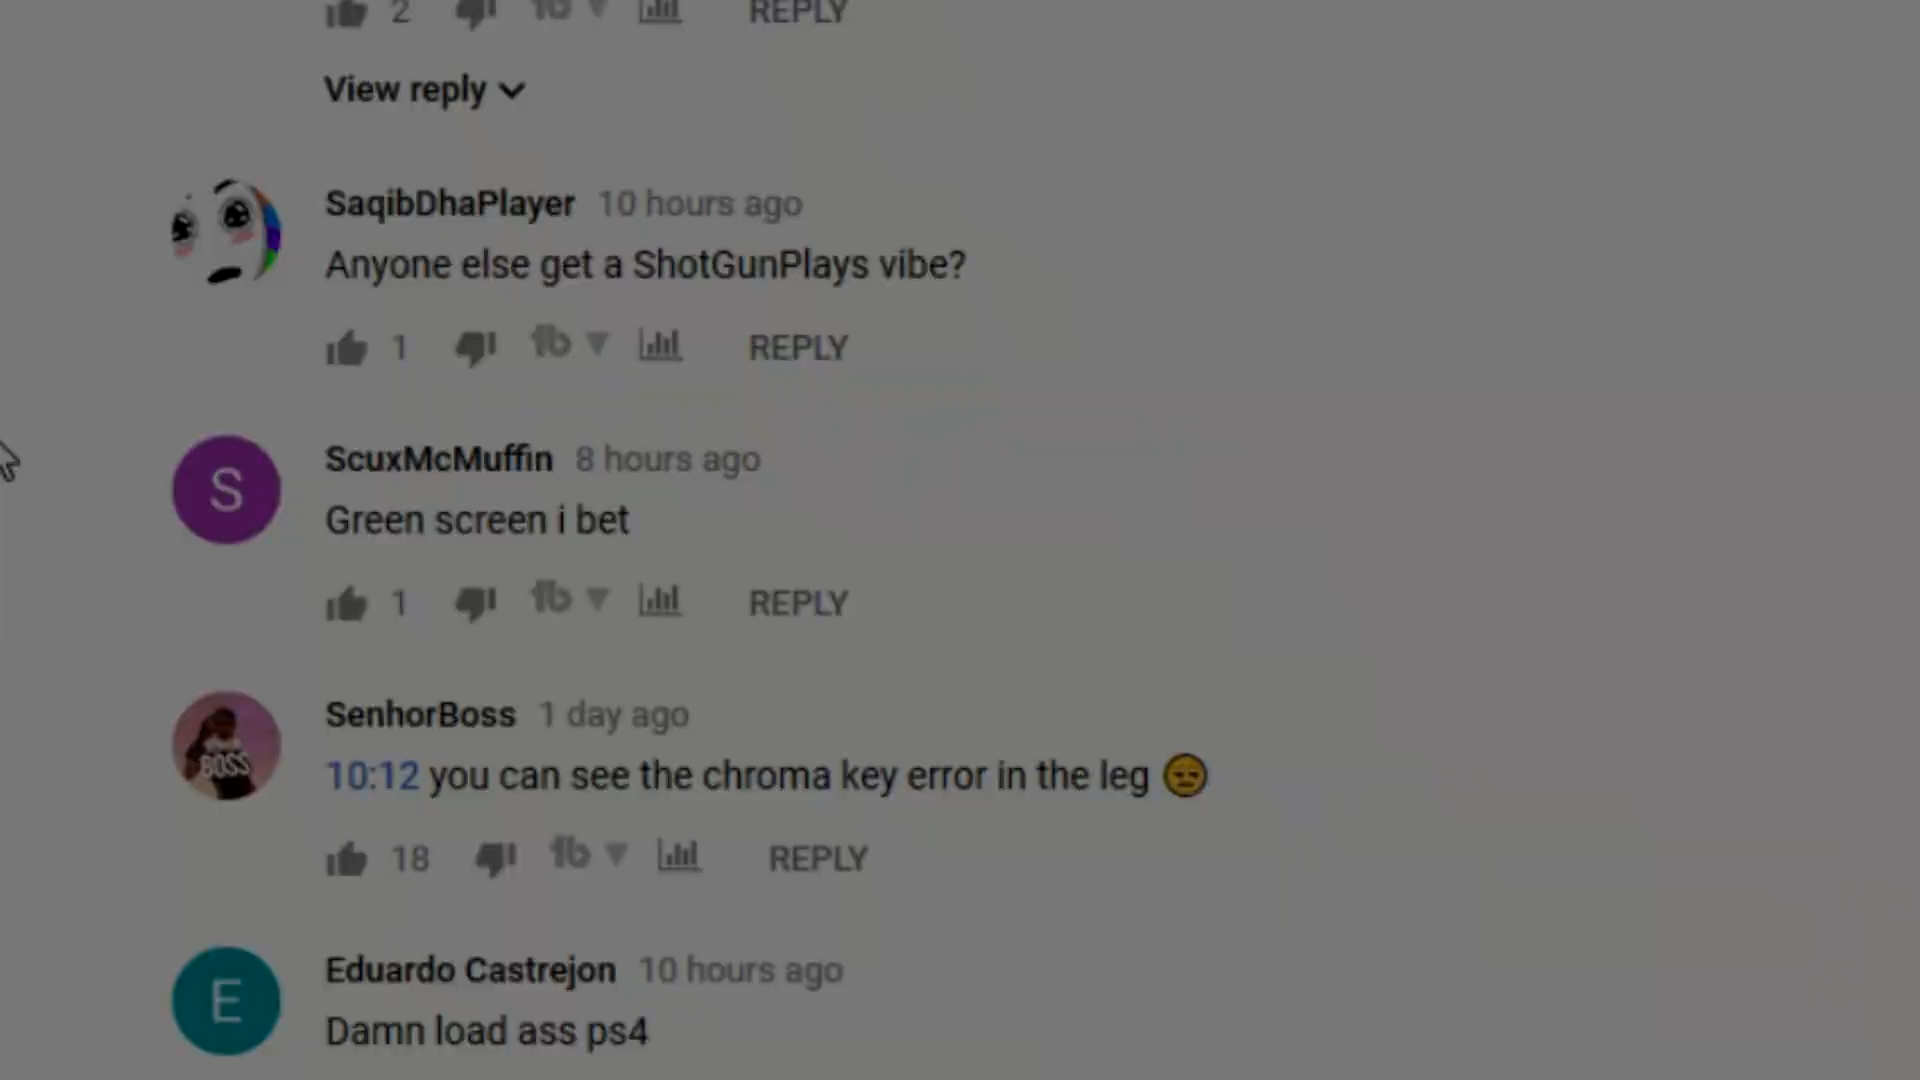 2 REPLY
View reply
SaqibDhaPlayer 10 hours ago
Anyone else get a ShotGunPlays vibe?
1 REPLY
S
ScuxMcMuffin 8 hours ago
Green screen i bet
1 REPLY
BOSS
SenhorBoss 1 day ago
10:12 you can see the chroma key error in the leg 😑
18 REPLY
E
Eduardo Castrejon 10 hours ago
Damn load ass ps4